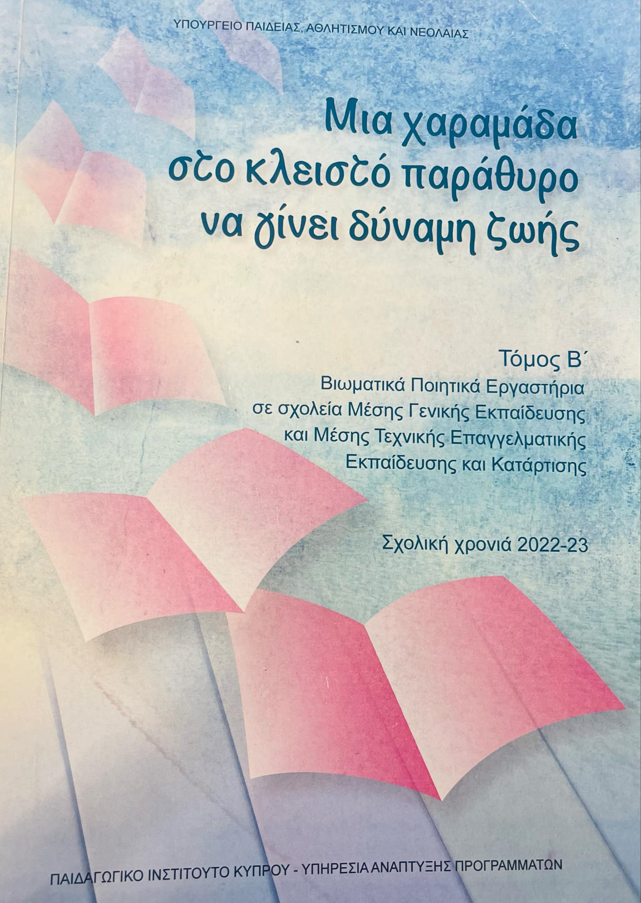 ΥΠΟΥΡΓΕΙΟ ΠΑΙΔΕΙΑΣ, ΑΘΛΗΤΙΣΜΟΥ ΚΑΙ ΝΕΟΛΑΙΑΣ
Μια χαραμάδα
στο κλειστό παράθυρο
να γίνει δύναμη ζωής
Τόμος Β΄
Βιωματικά Ποιητικά Εργαστήρια
σε σχολεία Μέσης Γενικής Εκπαίδευσης
και Μέσης Τεχνικής Επαγγελματικής
Εκπαίδευσης και Κατάρτισης
Σχολική χρονιά 2022-23
ΠΑΙΔΑΓΩΓΙΚΟ ΙΝΣΤΙΤΟΥΤΟ ΚΥΠΡΟΥ - ΥΠΗΡΕΣΙΑ ΑΝΑΠΤΥΞΗΣ ΠΡΟΓΡΑΜΜΑΤΩΝ